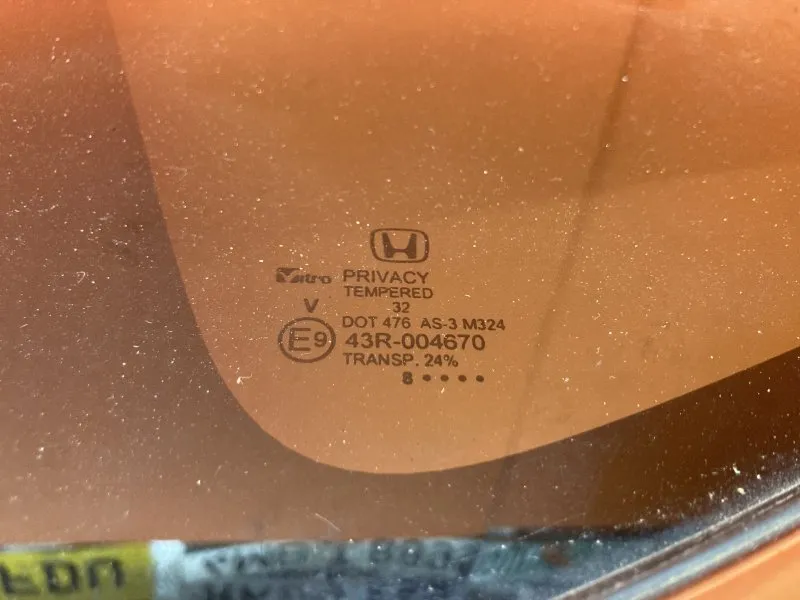 Vitro PRIVACY
TEMPERED
32
V
DOT 476 AS-3 M324
E9 43R-004670
TRANSP. 24%
8 • • • •